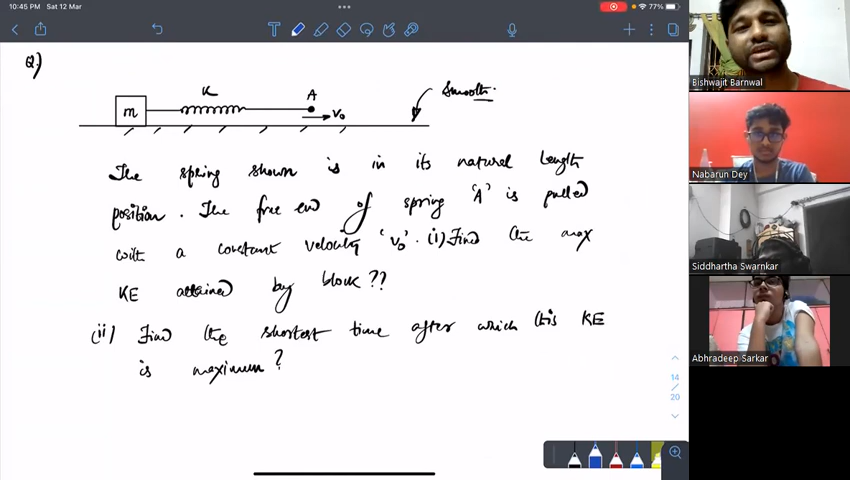 10:45 PM Sat 12 Mar
77%
Q)
K
A
m
v₀
Smooth.
The spring shown is in its natural length
position. The free end of spring 'A' is pulled
with a constant velocity 'v₀'. (i) Find the max
KE attained by block??
(ii) Find the shortest time after which this KE
is maximum?
14
20
Bishwajit Barnwal
Nabarun Dey
Siddhartha Swarnkar
Abhradeep Sarkar